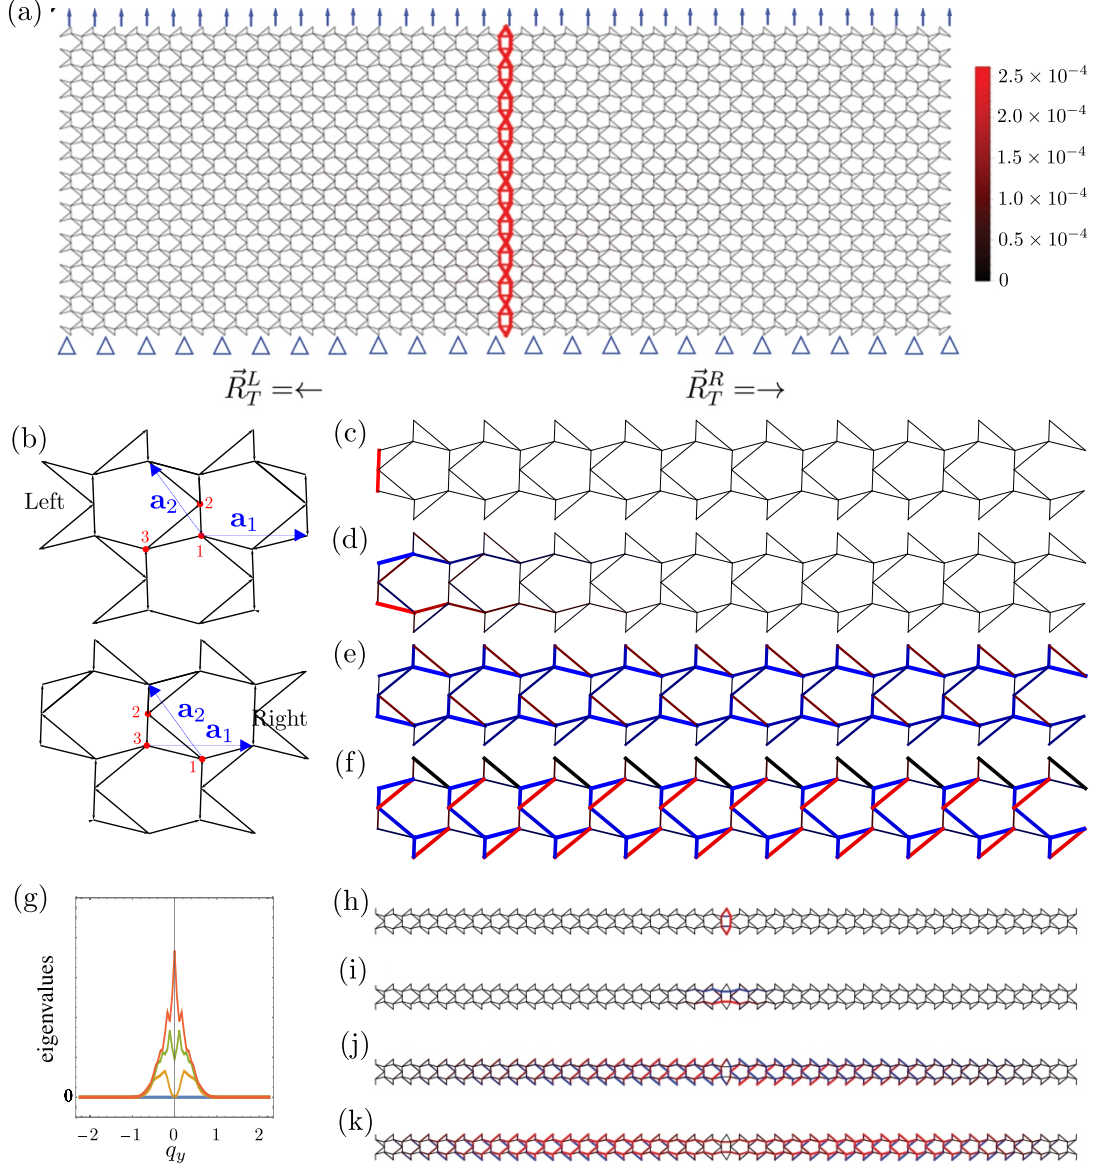 (a)
2.5 × 10⁻⁴
2.0 × 10⁻⁴
1.5 × 10⁻⁴
1.0 × 10⁻⁴
0.5 × 10⁻⁴
0
R⃗_T^L =←
R⃗_T^R =→
(b)
Left
a₂
a₁
2
3
1
a₂
a₁
Right
2
3
1
(c)
(d)
(e)
(f)
(g)
eigenvalues
0
−2 −1 0 1 2
q_y
(h)
(i)
(j)
(k)